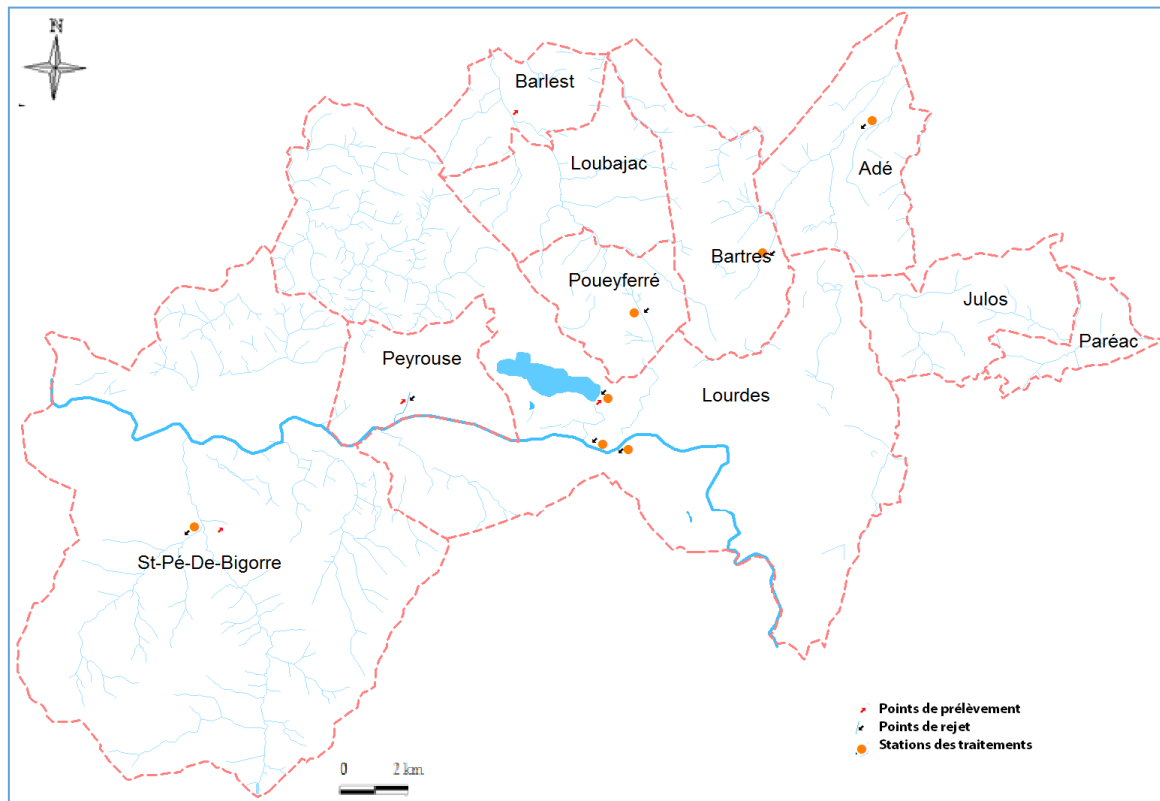 N
Barlest
Loubajac
Adé
Bartres
Poueyferré
Julos
Paréac
Peyrouse
Lourdes
St-Pé-De-Bigorre
Points de prélèvement
Points de rejet
Stations des traitements
0 2 km